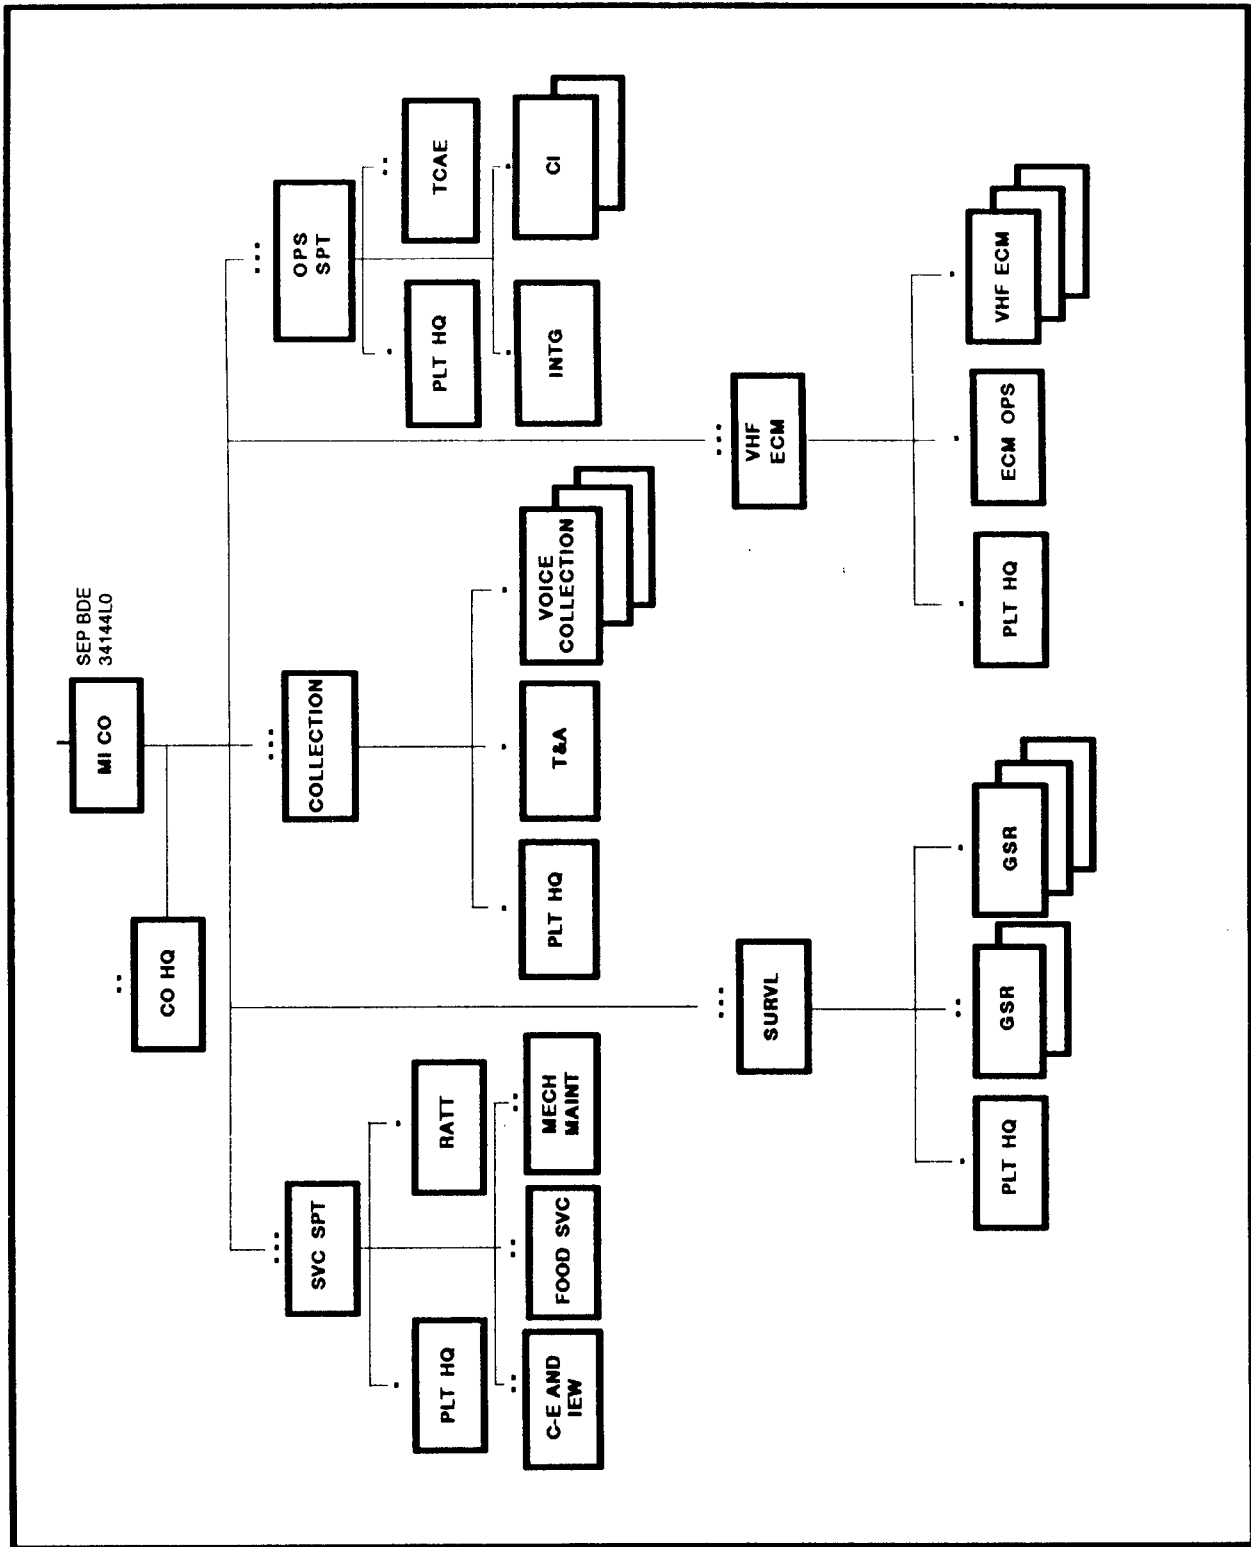 SEP BDE
34144L0
MI CO
CO HQ
SVC SPT
COLLECTION
OPS
SPT
PLT HQ
RATT
PLT HQ
TCAE
C-E AND
IEW
FOOD SVC
MECH
MAINT
PLT HQ
T&A
VOICE
COLLECTION
INTG
CI
SURVL
VHF
ECM
PLT HQ
GSR
GSR
PLT HQ
ECM OPS
VHF ECM